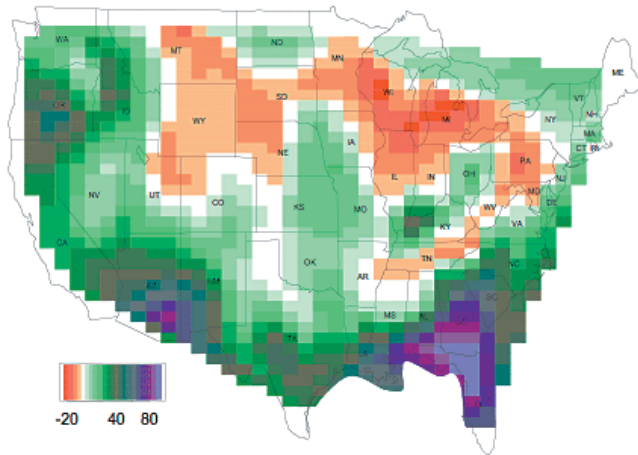 WA
MT
ND
MN
ME
OR
ID
SD
WI
MI
VT
NH
NY
MA
CT
RI
WY
IA
NE
PA
NJ
NV
UT
CO
IL
IN
OH
MD
DE
KS
MO
WV
VA
KY
CA
OK
TN
NC
AZ
NM
AR
SC
MS
AL
TX
LA
-20 40 80